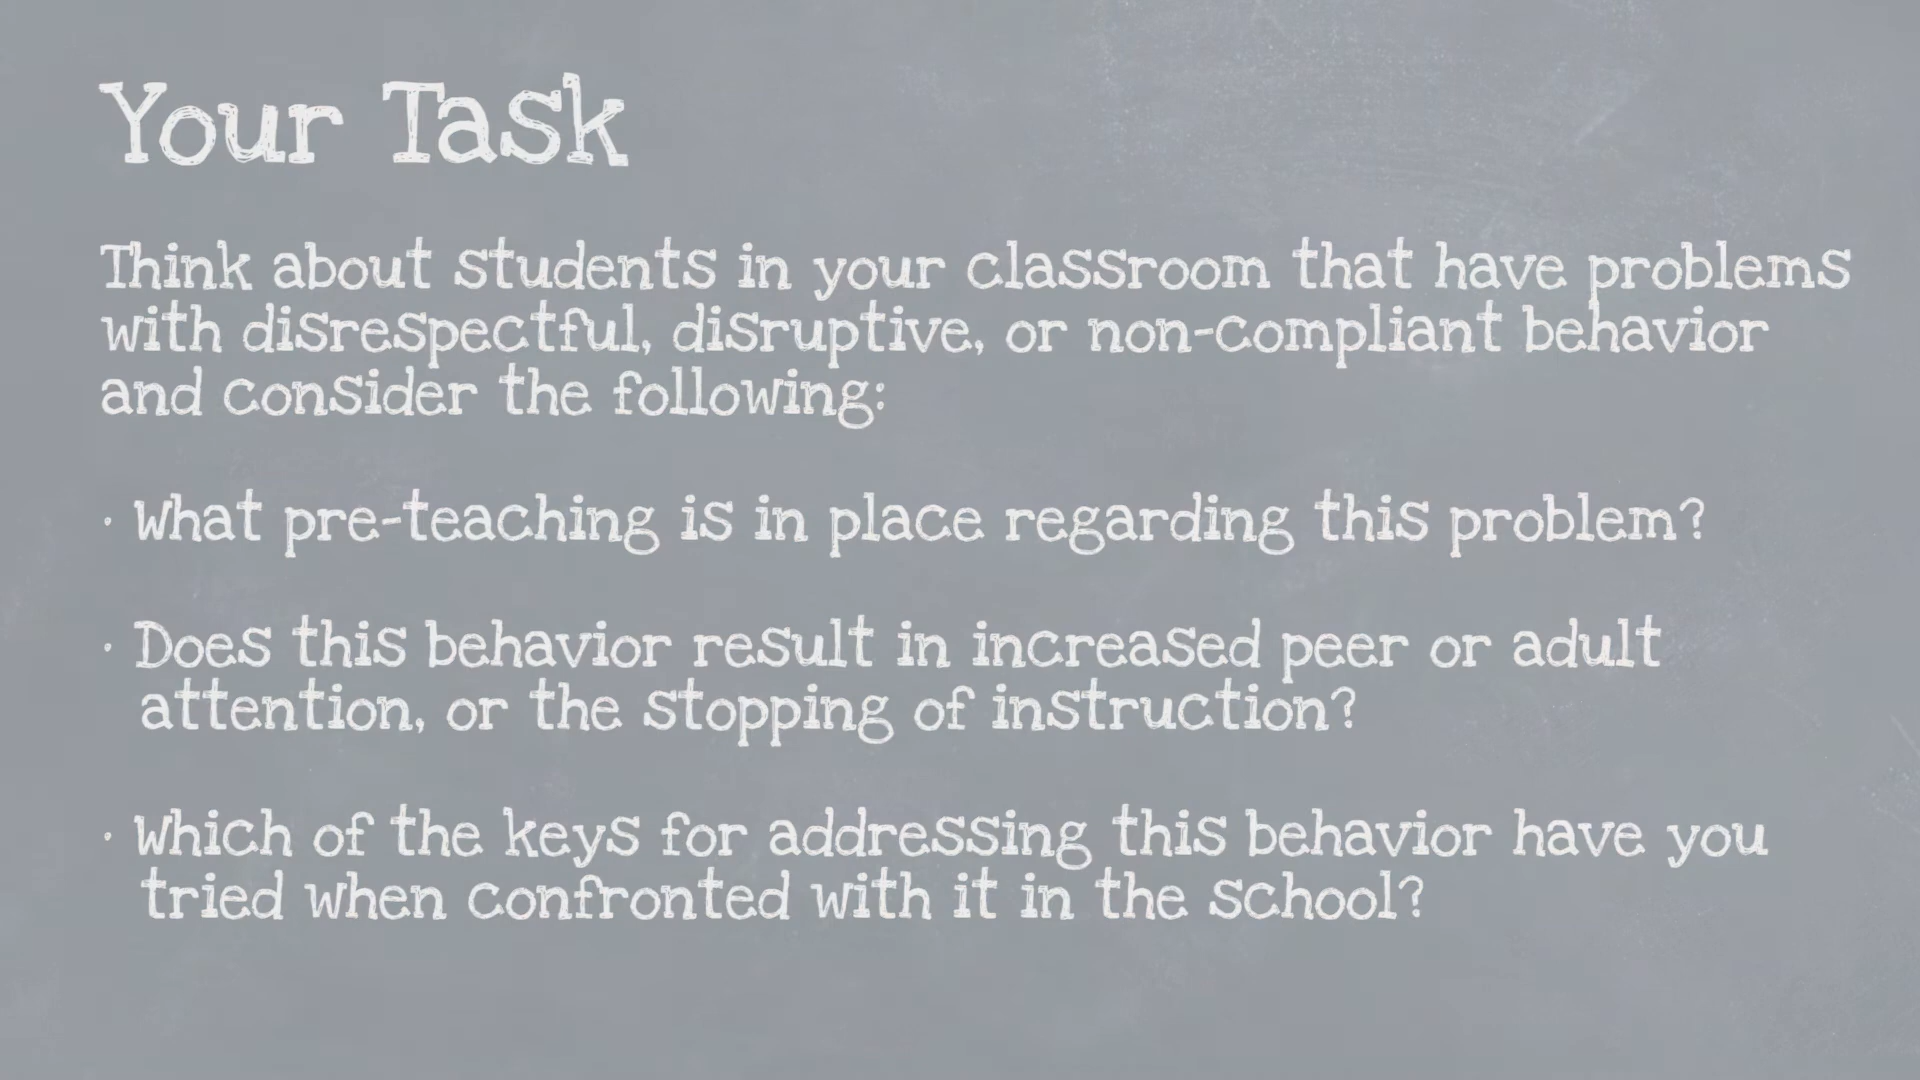 Your Task
Think about students in your classroom that have problems
with disrespectful, disruptive, or non-compliant behavior
and consider the following:
· What pre-teaching is in place regarding this problem?
· Does this behavior result in increased peer or adult
attention, or the stopping of instruction?
· Which of the keys for addressing this behavior have you
tried when confronted with it in the school?